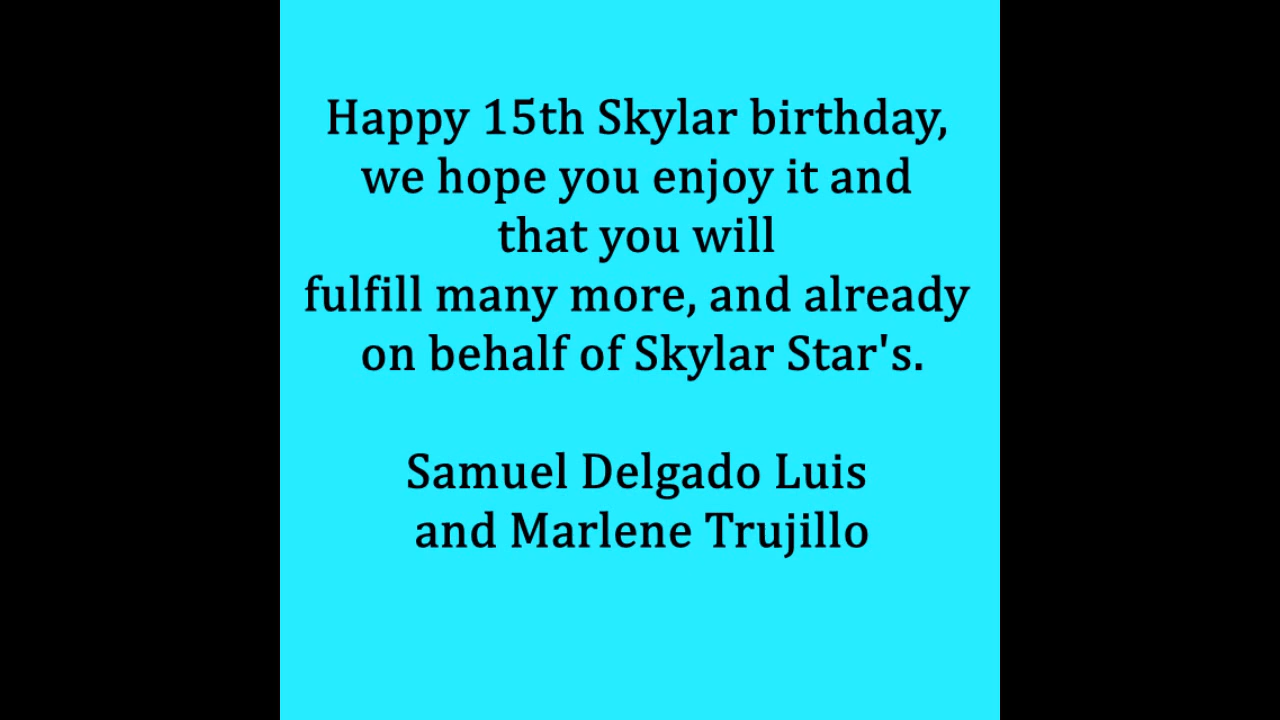 Happy 15th Skylar birthday,
we hope you enjoy it and
that you will
fulfill many more, and already
on behalf of Skylar Star's.
Samuel Delgado Luis
and Marlene Trujillo